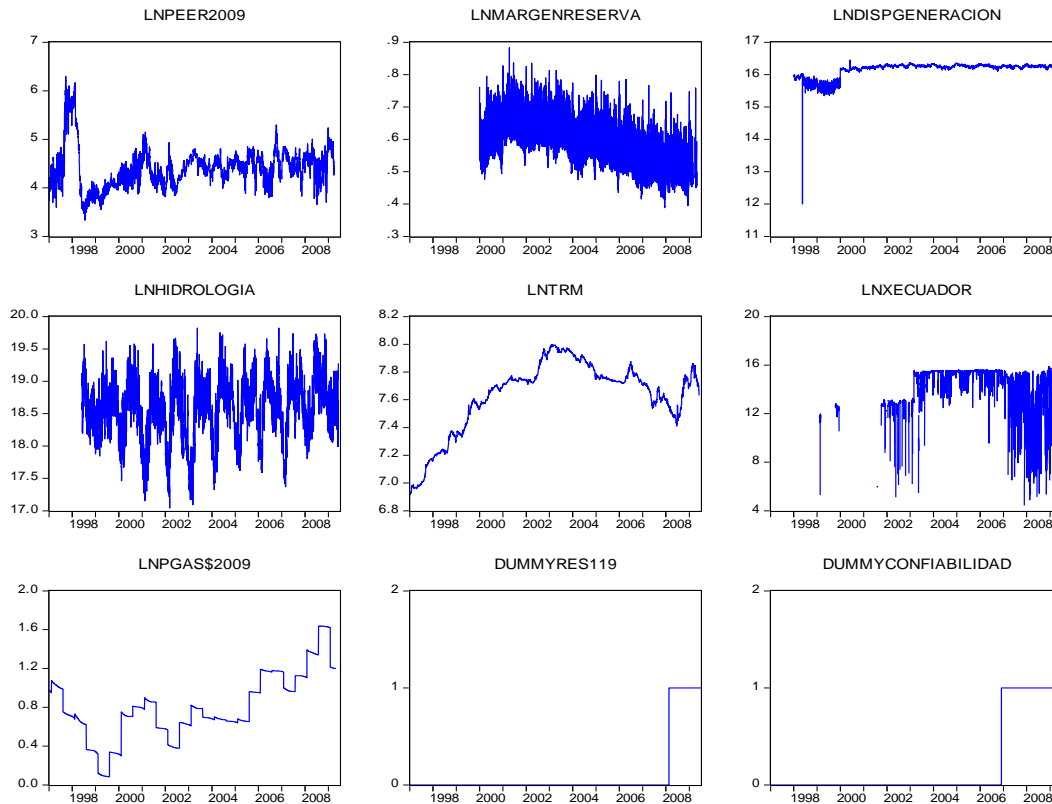 LNPEER2009
7
6
5
4
3
1998 2000 2002 2004 2006 2008
LNMARGENRESERVA
.9
.8
.7
.6
.5
.4
.3
1998 2000 2002 2004 2006 2008
LNDISPGENERACION
17
16
15
14
13
12
11
1998 2000 2002 2004 2006 2008
LNHIDROLOGIA
20.0
19.5
19.0
18.5
18.0
17.5
17.0
1998 2000 2002 2004 2006 2008
LNTRM
8.2
8.0
7.8
7.6
7.4
7.2
7.0
6.8
1998 2000 2002 2004 2006 2008
LNXECUADOR
20
16
12
8
4
1998 2000 2002 2004 2006 2008
LNPGAS$2009
2.0
1.6
1.2
0.8
0.4
0.0
1998 2000 2002 2004 2006 2008
DUMMYRES119
2
1
0
1998 2000 2002 2004 2006 2008
DUMMYCONFIABILIDAD
2
1
0
1998 2000 2002 2004 2006 2008